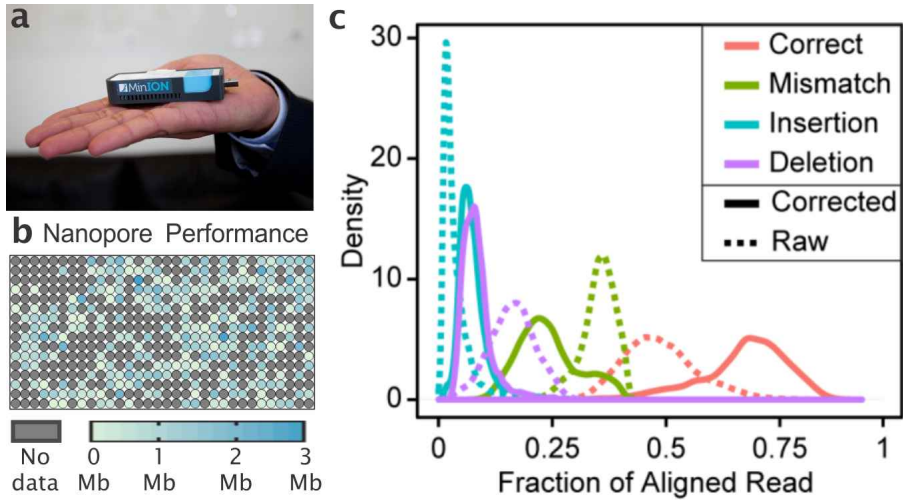 a
MinION
b Nanopore Performance
No data
0 Mb
1 Mb
2 Mb
3 Mb
c
Density
30
20
10
0
0
0.25
0.5
0.75
1
Fraction of Aligned Read
Correct
Mismatch
Insertion
Deletion
Corrected
Raw